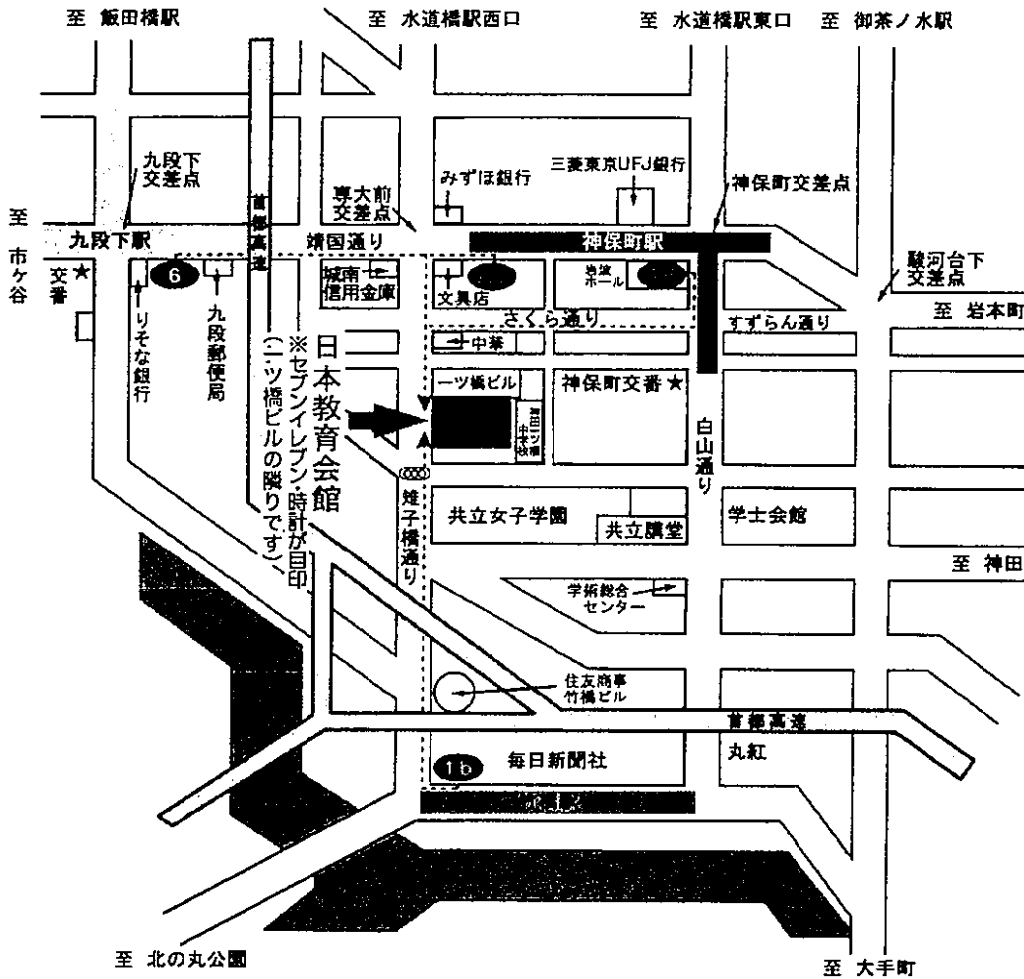 至 飯田橋駅
至 水道橋駅西口
至 水道橋駅東口
至 御茶ノ水駅
九段下
交差点
専大前
交差点
みずほ銀行
三菱東京UFJ銀行
神保町交差点
至 市ヶ谷
九段下駅
首都高速
靖国通り
神保町駅
駿河台下
交差点
交番★
6
城南
信用金庫
文具店
岩波
ホール
至 岩本町
さくら通り
すずらん通り
りそな銀行
九段郵便局
中華
一ツ橋ビル
神保町交番★
日本教育会館
※セブンイレブン・時計が目印
(一ツ橋ビルの隣りです)
白山通り
雉子橋通り
共立女子学園
共立講堂
学士会館
至 神田
学術総合
センター
住友商事
竹橋ビル
首都高速
丸紅
1b
毎日新聞社
至 北の丸公園
至 大手町